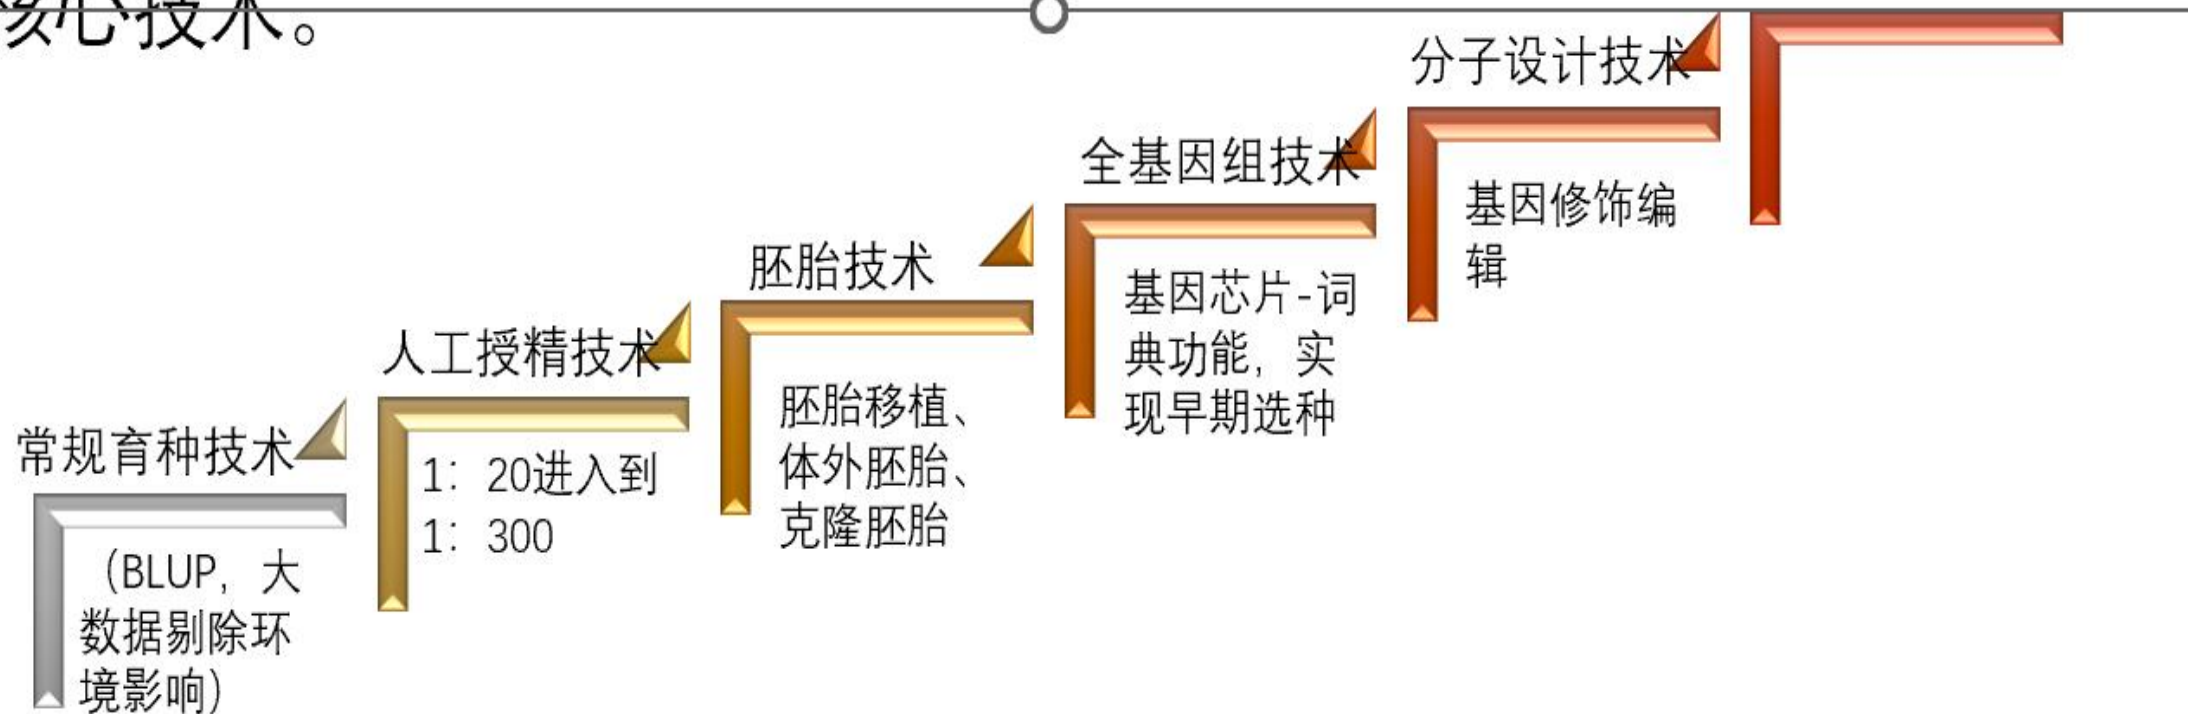 核心技术。
分子设计技术
基因修饰编
辑
全基因组技术
基因芯片-词
典功能，实
现早期选种
胚胎技术
胚胎移植、
体外胚胎、
克隆胚胎
人工授精技术
1：20进入到
1：300
常规育种技术
（BLUP，大
数据剔除环
境影响）